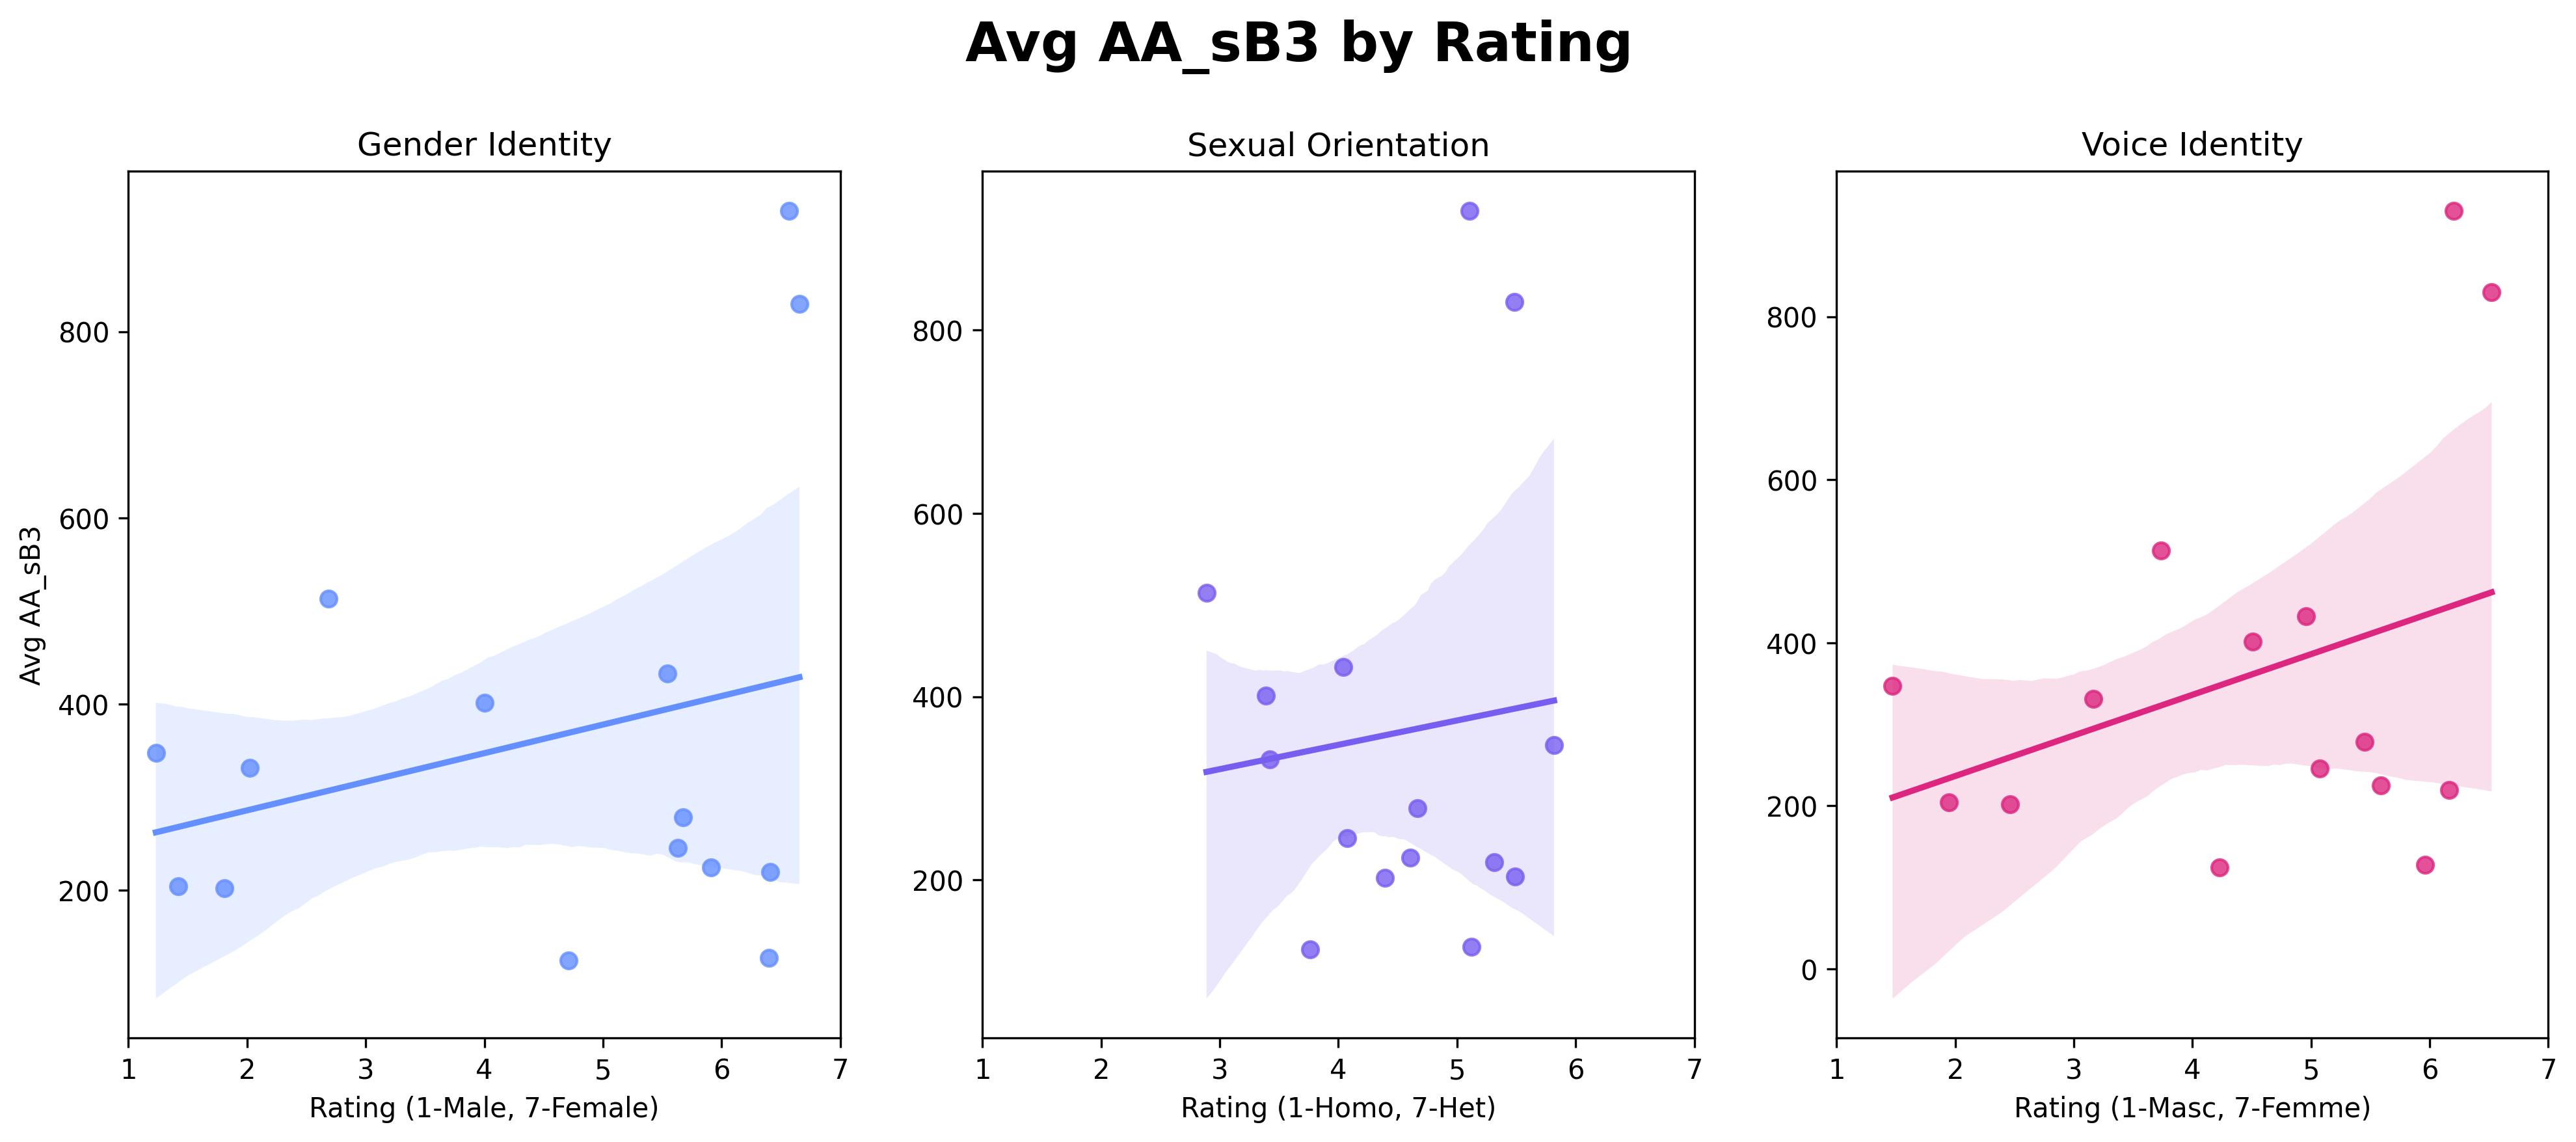 Avg AA_sB3 by Rating
Gender Identity
Sexual Orientation
Voice Identity
Avg AA_sB3
800
600
400
200
1 2 3 4 5 6 7
Rating (1-Male, 7-Female)
800
600
400
200
1 2 3 4 5 6 7
Rating (1-Homo, 7-Het)
800
600
400
200
0
1 2 3 4 5 6 7
Rating (1-Masc, 7-Femme)